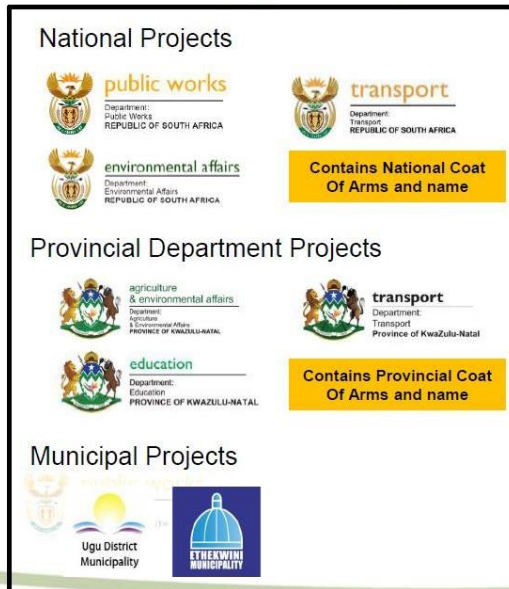 National Projects
public works
Department:
Public Works
REPUBLIC OF SOUTH AFRICA
transport
Department:
Transport
REPUBLIC OF SOUTH AFRICA
environmental affairs
Department:
Environmental Affairs
REPUBLIC OF SOUTH AFRICA
Contains National Coat
Of Arms and name
Provincial Department Projects
agriculture
& environmental affairs
Department:
Agriculture
& Environmental Affairs
PROVINCE OF KWAZULU-NATAL
transport
Department:
Transport
Province of KwaZulu-Natal
education
Department:
Education
PROVINCE OF KWAZULU-NATAL
Contains Provincial Coat
Of Arms and name
Municipal Projects
public works
Ugu District
Municipality
ETHEKWINI
MUNICIPALITY